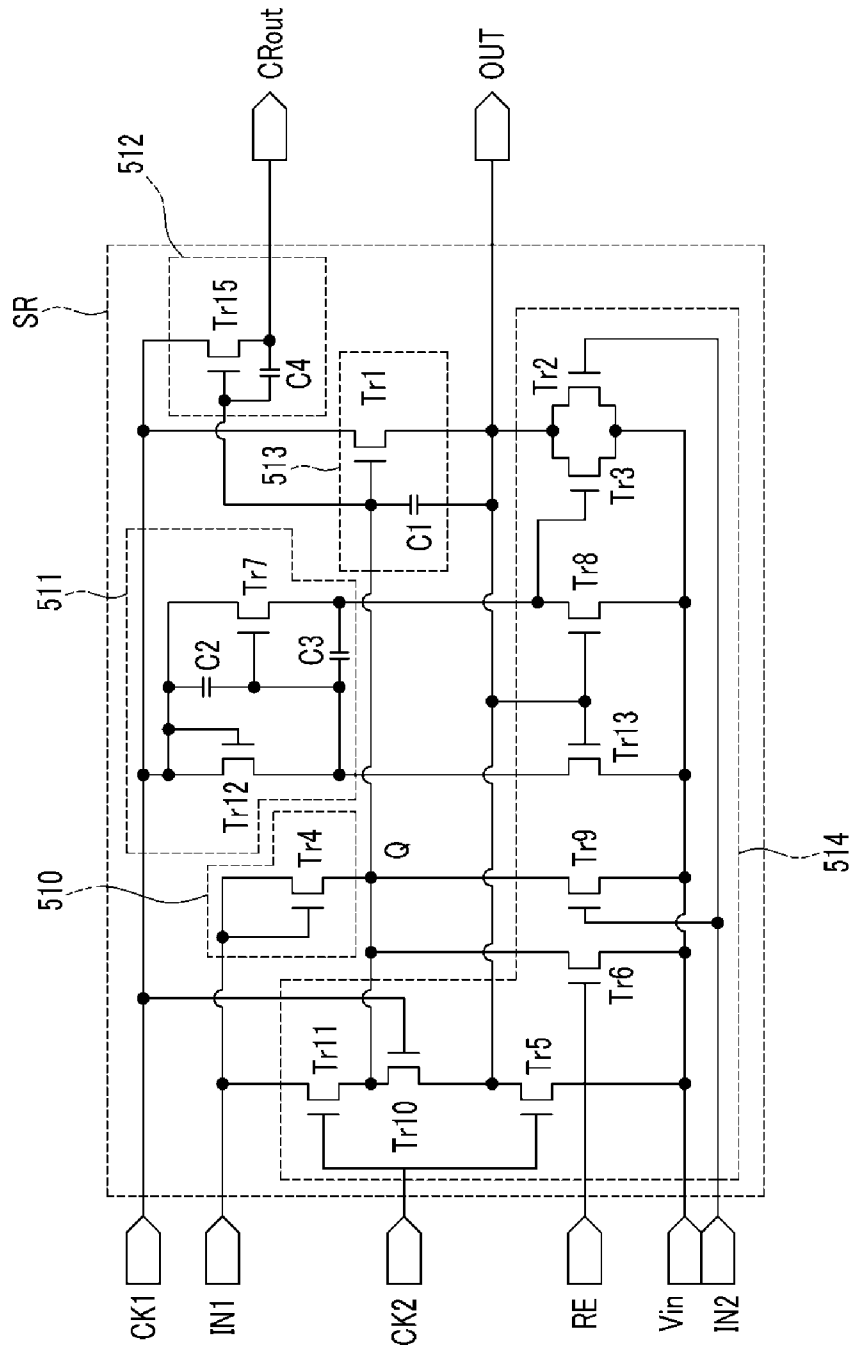 SR
512
CRout
Tr15
C4
511
513
Tr7
C2
C3
Tr12
Tr1
C1
OUT
510
Tr4
Q
Tr11
Tr10
Tr5
Tr6
Tr9
Tr13
Tr8
Tr3
Tr2
514
CK1
IN1
CK2
RE
Vin
IN2